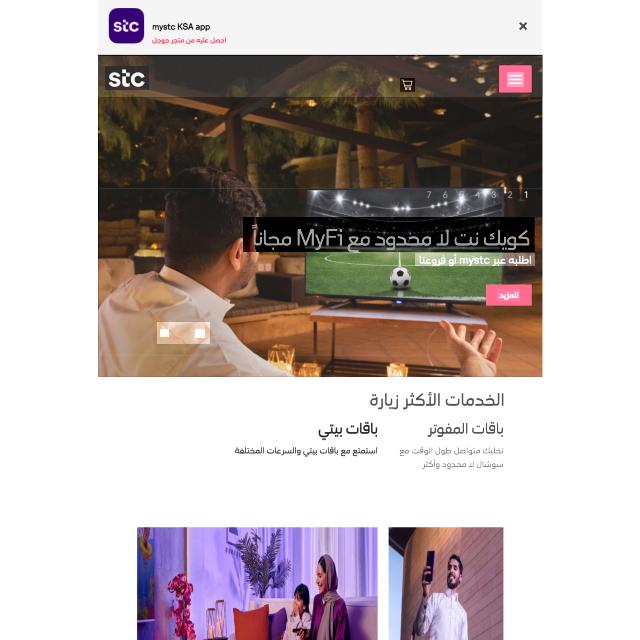 stc
mystc KSA app
احصل عليه من متجر جوجل
stc
7 6 5 4 3 2 1
كويك نت لا محدود مع MyFi مجاناً
اطلبه عبر mystc أو فروعنا
للمزيد
الخدمات الأكثر زيارة
باقات المفوتر
تخليك متواصل طول الوقت مع
سوشال لا محدود وأكثر
باقات بيتي
استمتع مع باقات بيتي والسرعات المختلفة